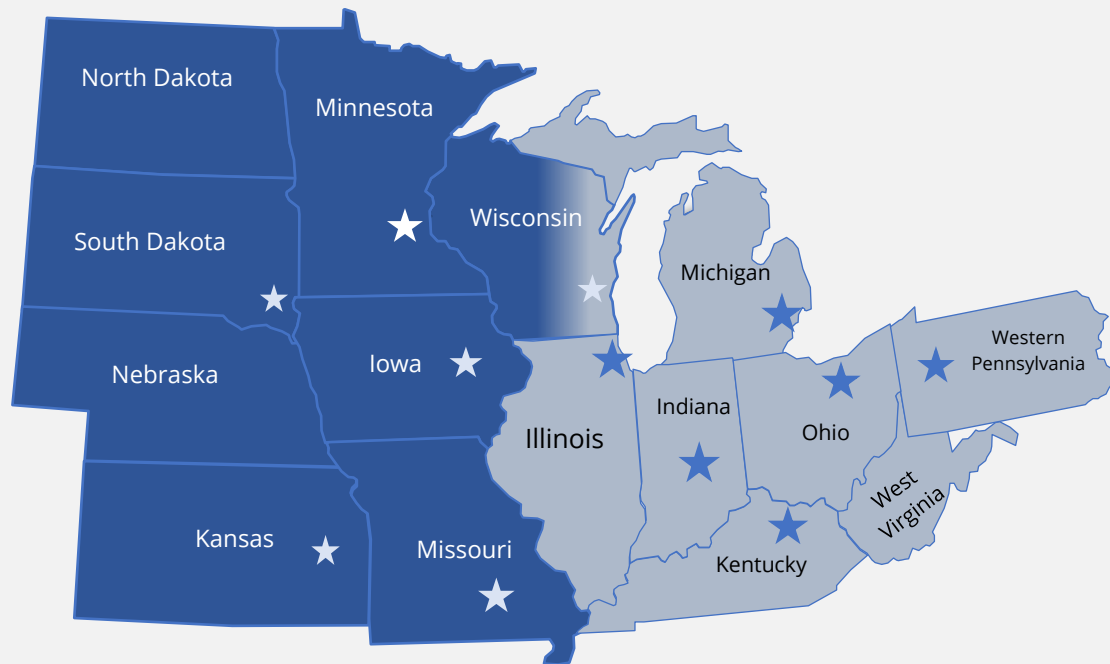 North Dakota
Minnesota
South Dakota
Wisconsin
Michigan
Nebraska
Iowa
Western
Pennsylvania
Indiana
Illinois
Ohio
West
Virginia
Kansas
Missouri
Kentucky